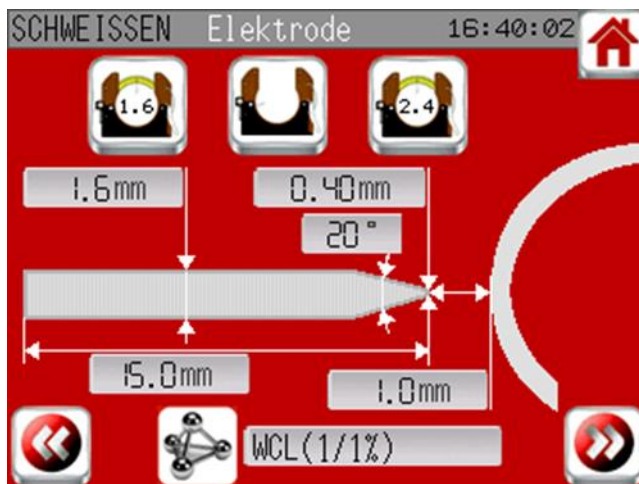 SCHWEISSEN Elektrode 16:40:02
1.6 2.4
1.6mm 0.40mm
20°
15.0mm
1.0mm
WCL(1/1%)